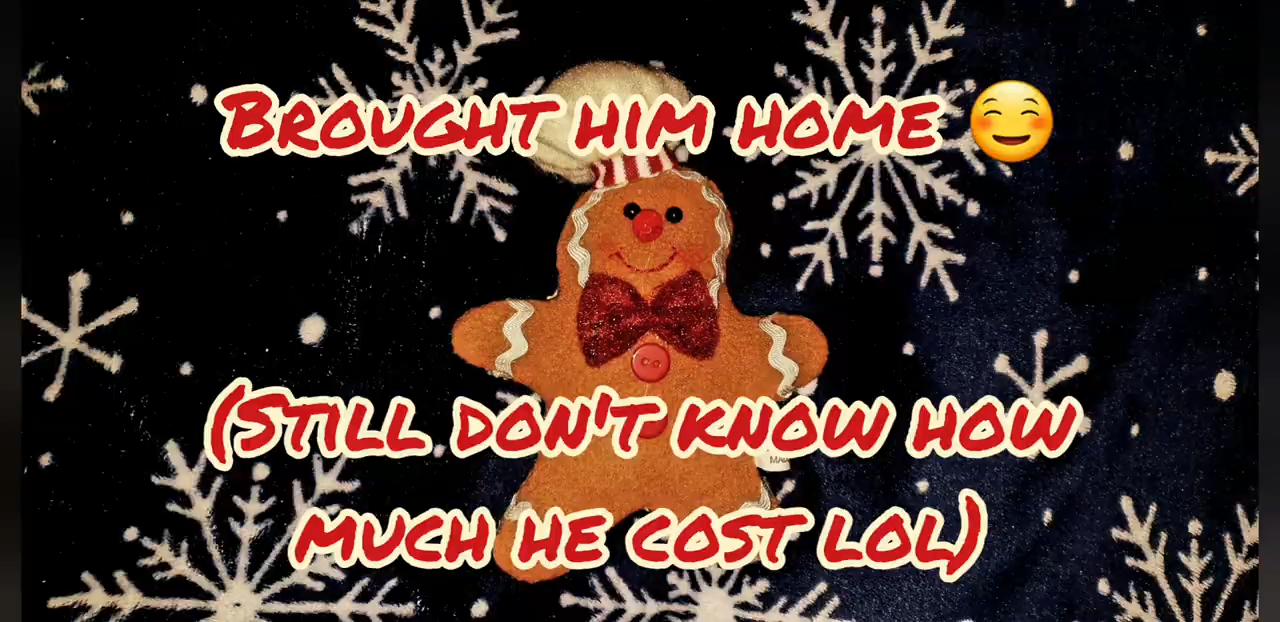 Brought him home 😊
(Still don't know how
much he cost lol)